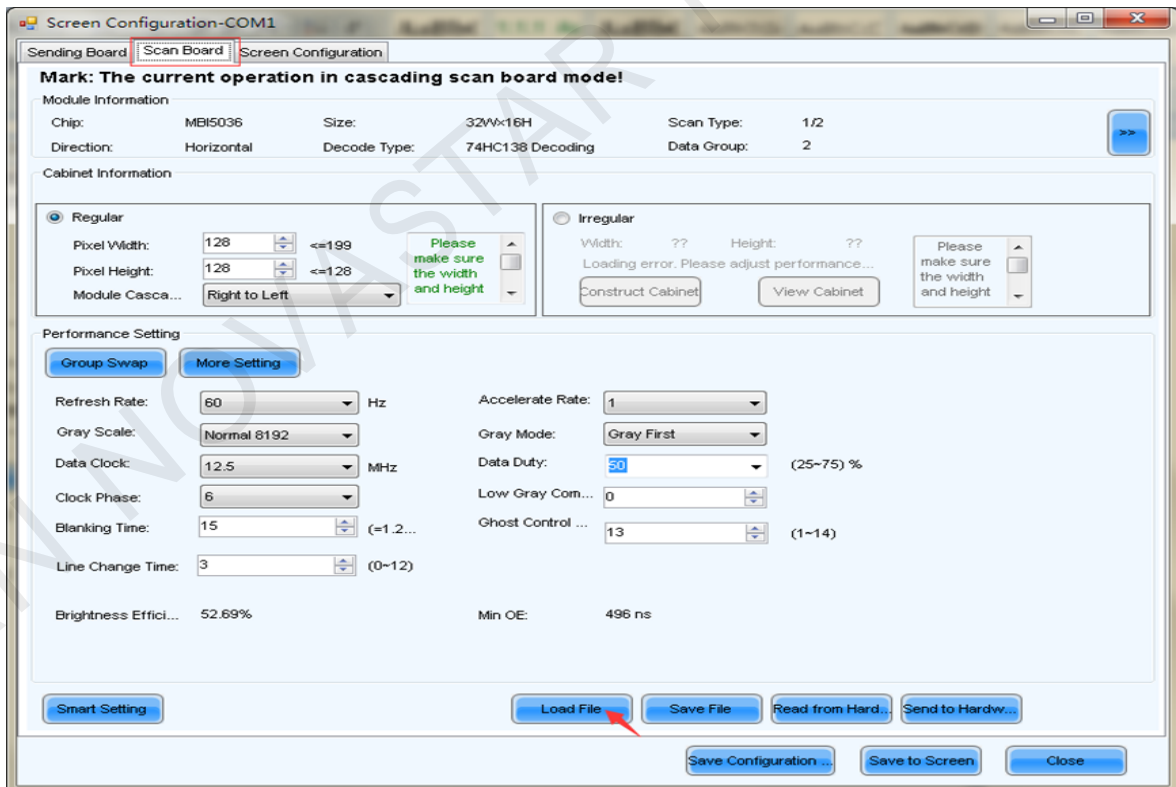 Screen Configuration-COM1
Sending Board Scan Board Screen Configuration
Mark: The current operation in cascading scan board mode!
Module Information
Chip: MBI5036 Size: 32W×16H Scan Type: 1/2
>>
Direction: Horizontal Decode Type: 74HC138 Decoding Data Group: 2
Cabinet Information
Regular
Pixel Width: 128 <=199
Pixel Height: 128 <=128
Module Casca... Right to Left
Please
make sure
the width
and height
Irregular
Width: ?? Height: ??
Loading error. Please adjust performance...
Construct Cabinet View Cabinet
Please
make sure
the width
and height
Performance Setting
Group Swap More Setting
Refresh Rate: 60 Hz Accelerate Rate: 1
Gray Scale: Normal 8192 Gray Mode: Gray First
Data Clock: 12.5 MHz Data Duty: 50 (25~75) %
Clock Phase: 6 Low Gray Com... 0
Blanking Time: 15 (=1.2... Ghost Control ... 13 (1~14)
Line Change Time: 3 (0~12)
Brightness Effici... 52.69% Min OE: 496 ns
Smart Setting Load File Save File Read from Hard... Send to Hardw...
Save Configuration ... Save to Screen Close